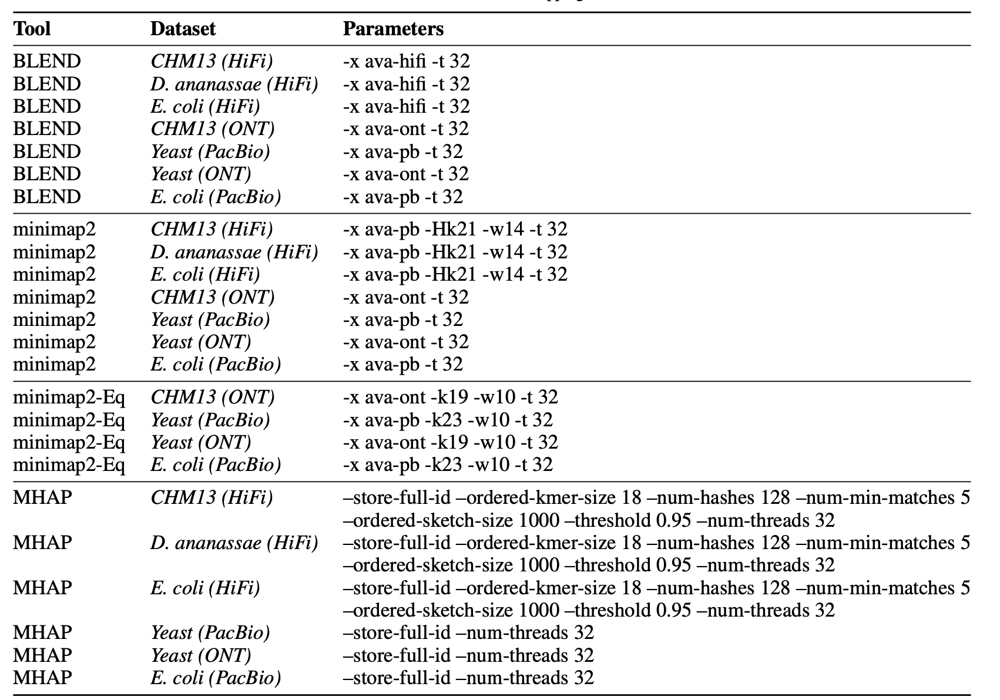 Tool Dataset Parameters
BLEND CHM13 (HiFi) -x ava-hifi -t 32
BLEND D. ananassae (HiFi) -x ava-hifi -t 32
BLEND E. coli (HiFi) -x ava-hifi -t 32
BLEND CHM13 (ONT) -x ava-ont -t 32
BLEND Yeast (PacBio) -x ava-pb -t 32
BLEND Yeast (ONT) -x ava-ont -t 32
BLEND E. coli (PacBio) -x ava-pb -t 32
minimap2 CHM13 (HiFi) -x ava-pb -Hk21 -w14 -t 32
minimap2 D. ananassae (HiFi) -x ava-pb -Hk21 -w14 -t 32
minimap2 E. coli (HiFi) -x ava-pb -Hk21 -w14 -t 32
minimap2 CHM13 (ONT) -x ava-ont -t 32
minimap2 Yeast (PacBio) -x ava-pb -t 32
minimap2 Yeast (ONT) -x ava-ont -t 32
minimap2 E. coli (PacBio) -x ava-pb -t 32
minimap2-Eq CHM13 (ONT) -x ava-ont -k19 -w10 -t 32
minimap2-Eq Yeast (PacBio) -x ava-pb -k23 -w10 -t 32
minimap2-Eq Yeast (ONT) -x ava-ont -k19 -w10 -t 32
minimap2-Eq E. coli (PacBio) -x ava-pb -k23 -w10 -t 32
MHAP CHM13 (HiFi) –store-full-id –ordered-kmer-size 18 –num-hashes 128 –num-min-matches 5
–ordered-sketch-size 1000 –threshold 0.95 –num-threads 32
MHAP D. ananassae (HiFi) –store-full-id –ordered-kmer-size 18 –num-hashes 128 –num-min-matches 5
–ordered-sketch-size 1000 –threshold 0.95 –num-threads 32
MHAP E. coli (HiFi) –store-full-id –ordered-kmer-size 18 –num-hashes 128 –num-min-matches 5
–ordered-sketch-size 1000 –threshold 0.95 –num-threads 32
MHAP Yeast (PacBio) –store-full-id –num-threads 32
MHAP Yeast (ONT) –store-full-id –num-threads 32
MHAP E. coli (PacBio) –store-full-id –num-threads 32